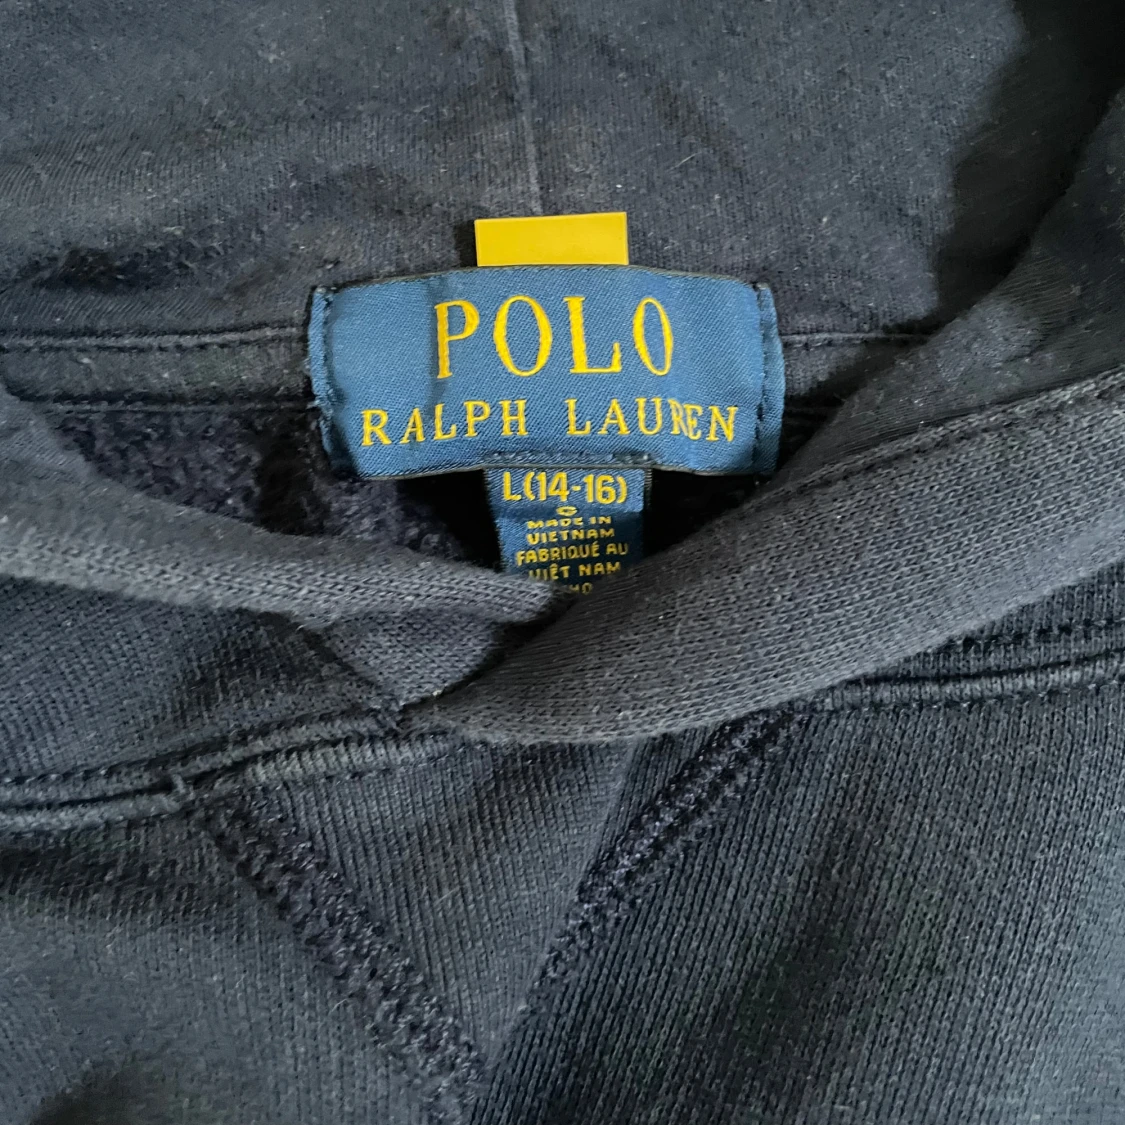 POLO
RALPH LAUREN
L(14-16)
G
MADE IN
VIETNAM
FABRIQUÉ AU
VIÊT NAM